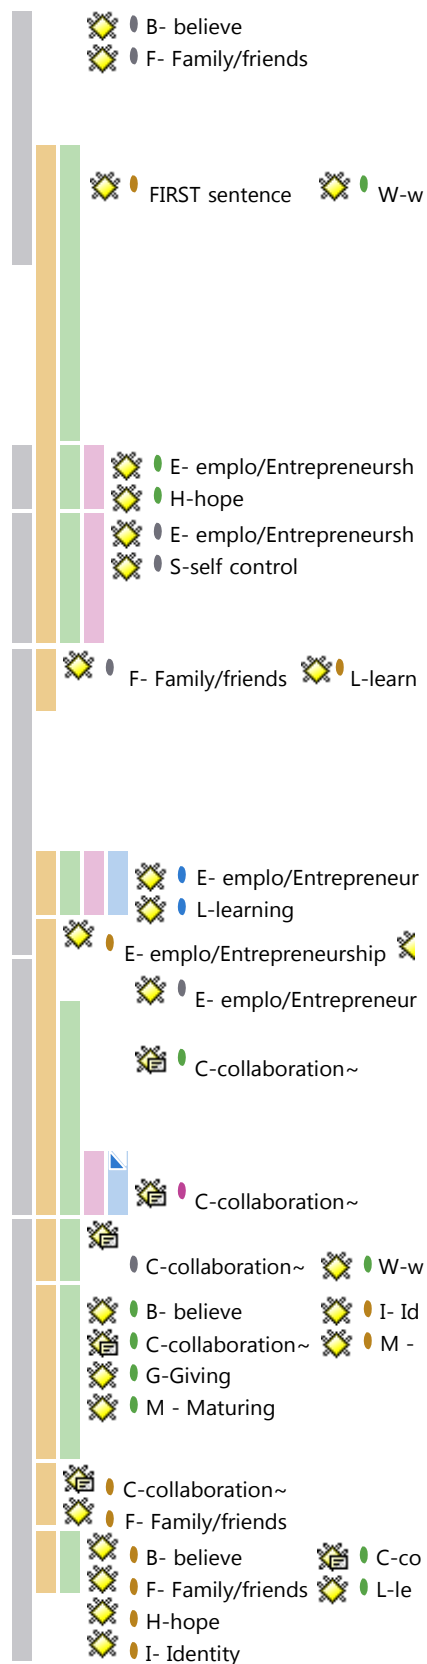 B- believe
F- Family/friends
FIRST sentence W-w
E- emplo/Entrepreneursh
H-hope
E- emplo/Entrepreneursh
S-self control
F- Family/friends L-learn
E- emplo/Entrepreneur
L-learning
E- emplo/Entrepreneurship
E- emplo/Entrepreneur
C-collaboration~
C-collaboration~
C-collaboration~ W-w
B- believe I- Id
C-collaboration~ M -
G-Giving
M - Maturing
C-collaboration~
F- Family/friends
B- believe C-co
F- Family/friends L-le
H-hope
I- Identity